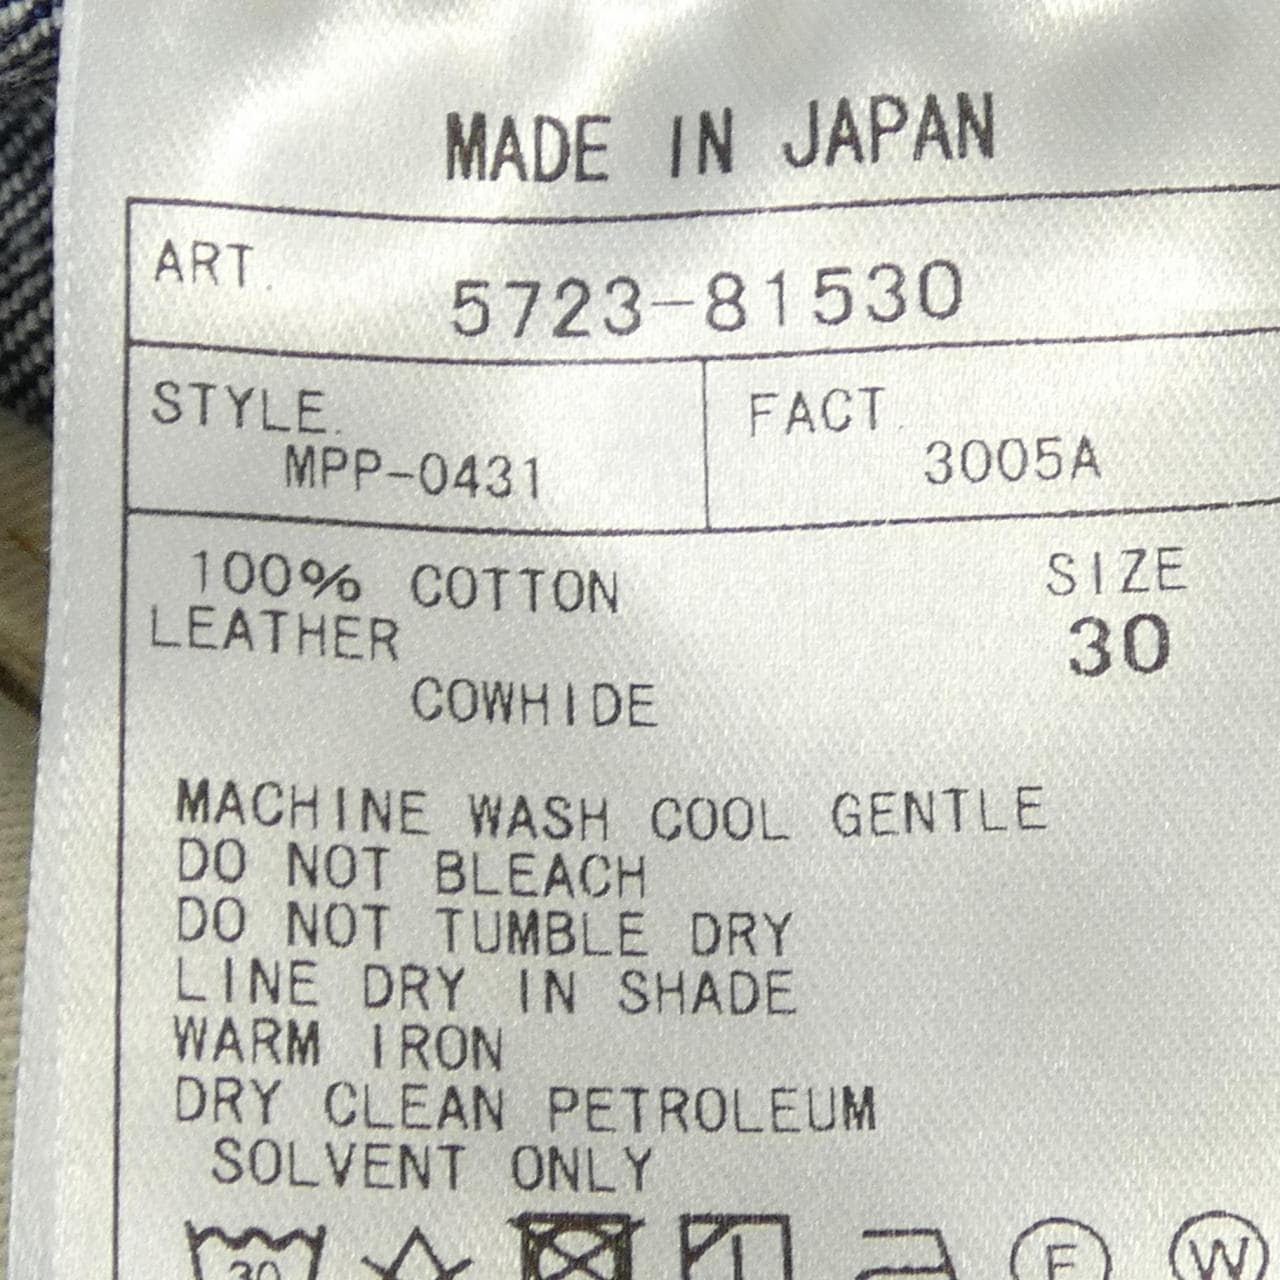 MADE IN JAPAN
ART. 5723-81530
STYLE. FACT.
MPP-0431 3005A
100% COTTON SIZE
LEATHER 30
COWHIDE
MACHINE WASH COOL GENTLE
DO NOT BLEACH
DO NOT TUMBLE DRY
LINE DRY IN SHADE
WARM IRON
DRY CLEAN PETROLEUM
SOLVENT ONLY
30 F W